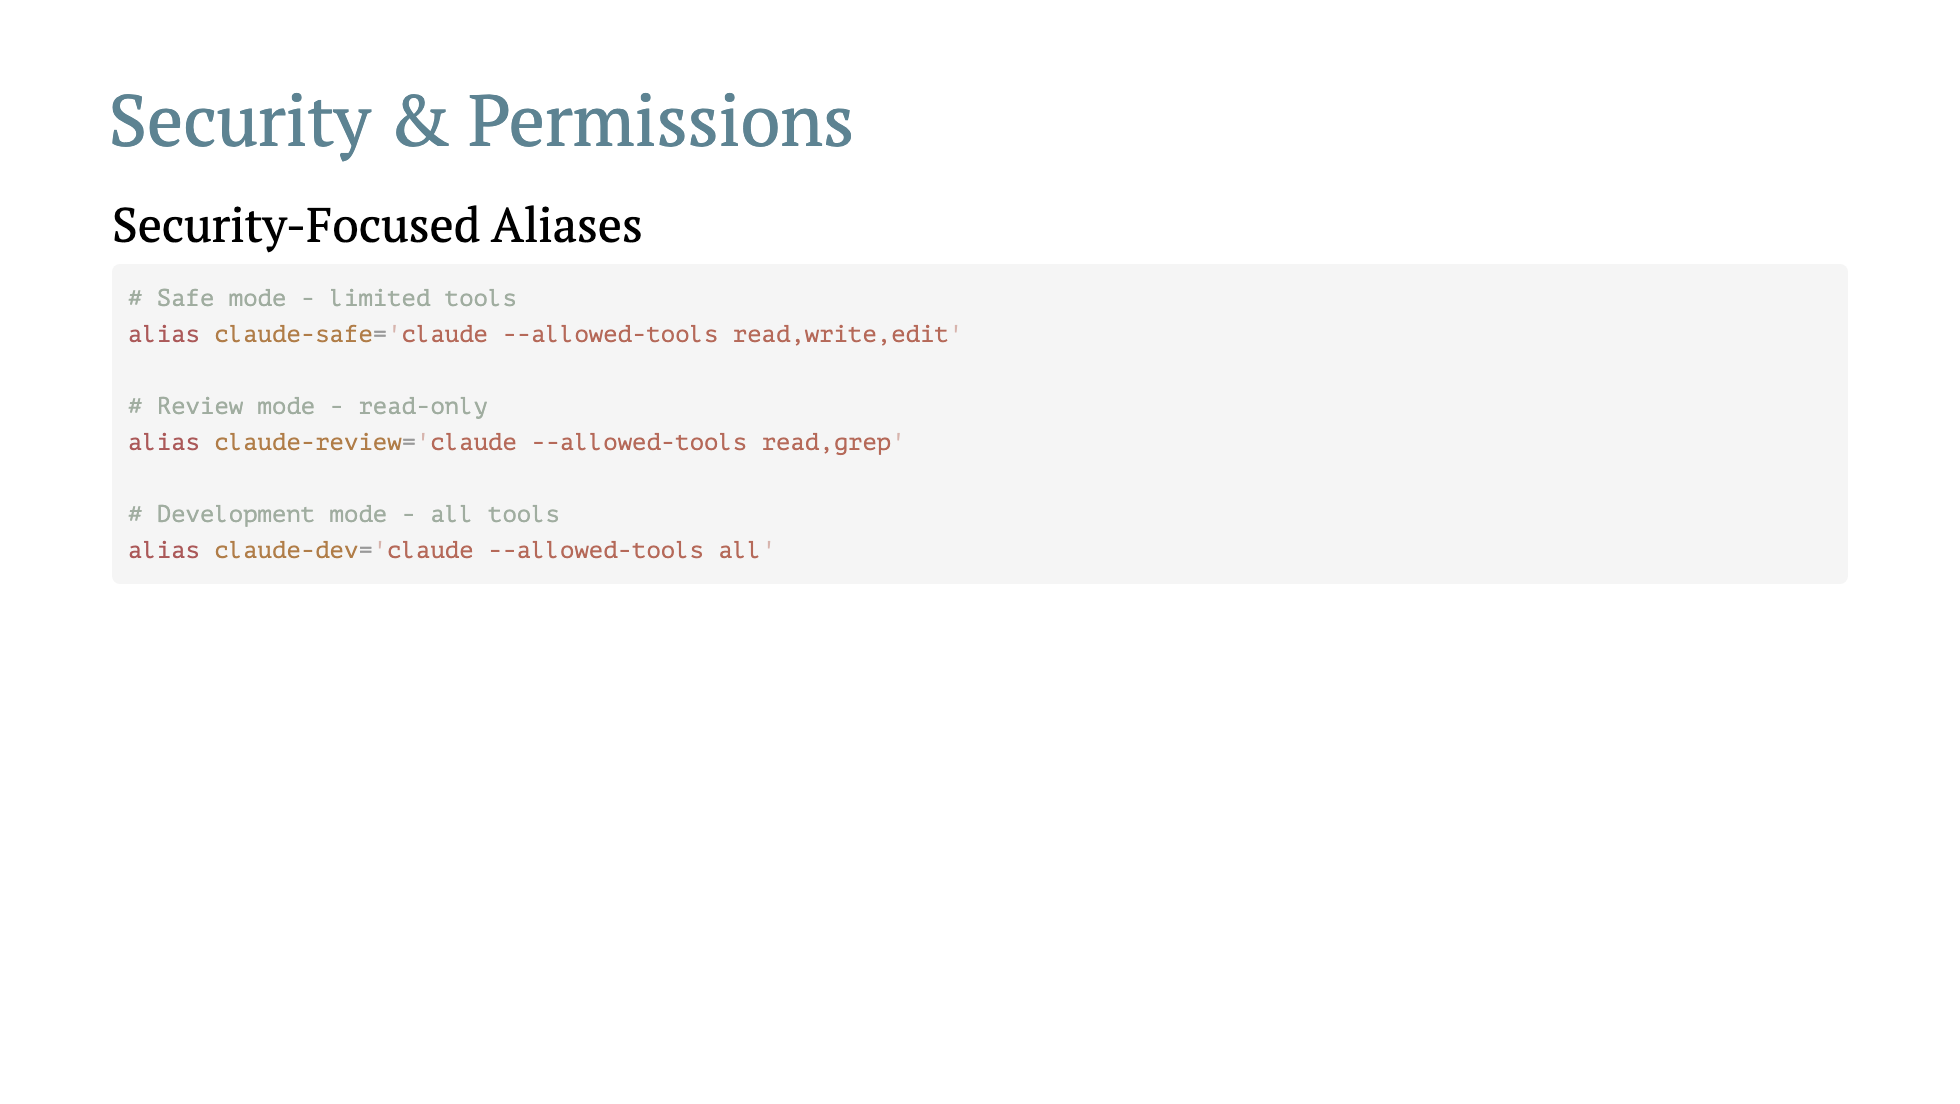 Security & Permissions
Security-Focused Aliases
# Safe mode - limited tools
alias claude-safe='claude --allowed-tools read,write,edit'
# Review mode - read-only
alias claude-review='claude --allowed-tools read,grep'
# Development mode - all tools
alias claude-dev='claude --allowed-tools all'